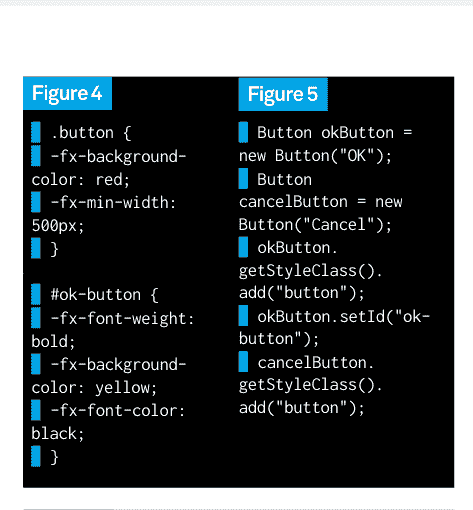 Figure 4
.button {
-fx-background-
color: red;
-fx-min-width:
500px;
}
#ok-button {
-fx-font-weight:
bold;
-fx-background-
color: yellow;
-fx-font-color:
black;
}
Figure 5
Button okButton =
new Button("OK");
Button
cancelButton = new
Button("Cancel");
okButton.
getStyleClass().
add("button");
okButton.setId("ok-
button");
cancelButton.
getStyleClass().
add("button");